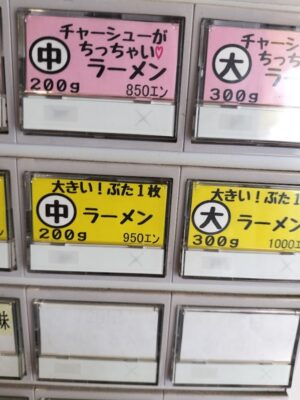 チャーシューが
ちっちゃい♡
中 ラーメン
200g 850エン
チャーシ
ちっち
大 ラー
300g
大きい！ぶた1枚
中 ラーメン
200g 950エン
大きい！ぶた1
大 ラーメン
300g 1000エ
味